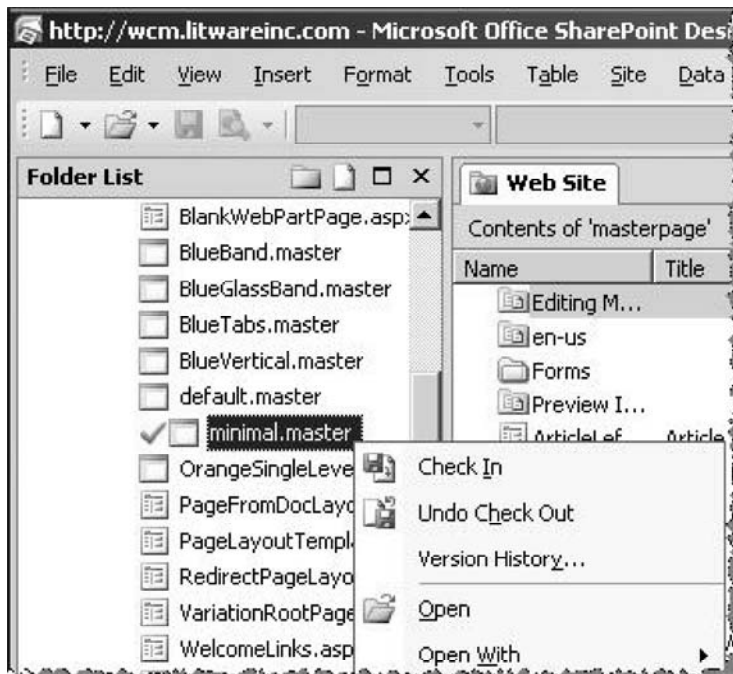 http://wcm.litwareinc.com - Microsoft Office SharePoint Des
File Edit View Insert Format Tools Table Site Data
Folder List
BlankWebPartPage.asp
BlueBand.master
BlueGlassBand.master
BlueTabs.master
BlueVertical.master
default.master
minimal.master
OrangeSingleLeve
PageFromDocLayo
PageLayoutTempl
RedirectPageLayo
VariationRootPage
WelcomeLinks.asp
Web Site
Contents of 'masterpage'
Name Title
Editing M...
en-us
Forms
Preview I...
ArticleLef Article
Check In
Undo Check Out
Version History...
Open
Open With